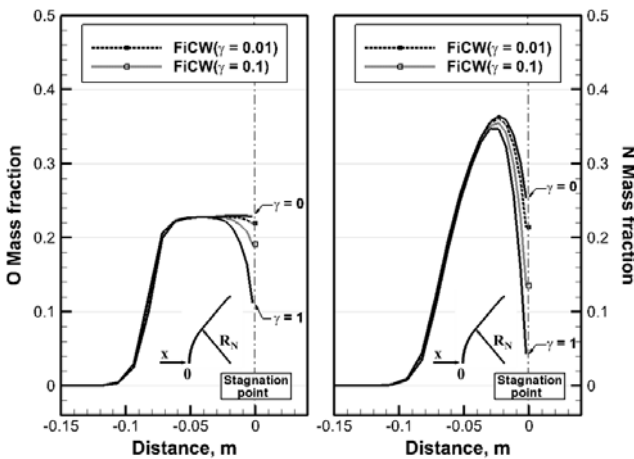 FiCW(γ = 0.01)
FiCW(γ = 0.1)
O Mass fraction
0.5
0.4
0.3
0.2
0.1
0
γ = 0
γ = 1
x
0
R_N
Stagnation
point
-0.15
-0.1
-0.05
0
Distance, m
FiCW(γ = 0.01)
FiCW(γ = 0.1)
N Mass fraction
0.5
0.4
0.3
0.2
0.1
0
γ = 0
γ = 1
x
0
R_N
Stagnation
point
-0.15
-0.1
-0.05
0
Distance, m